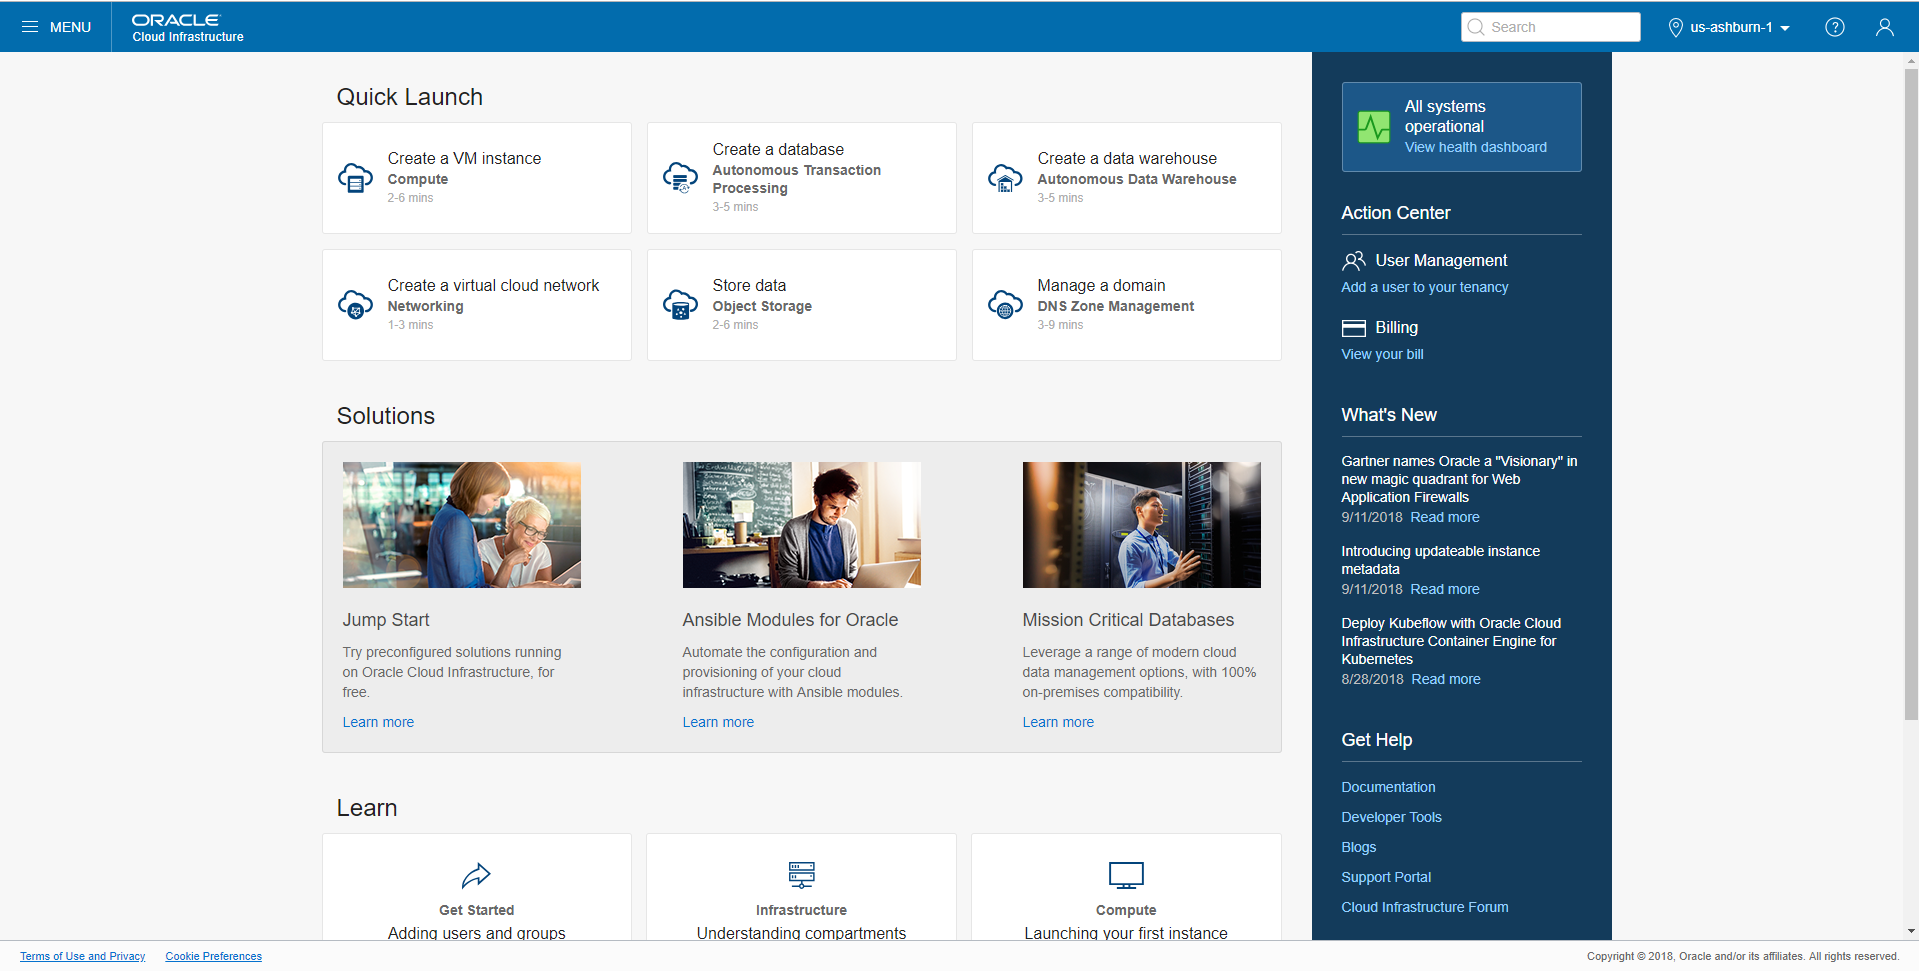 MENU
ORACLE
Cloud Infrastructure
Search
us-ashburn-1
?
Quick Launch
Create a VM instance
Compute
2-6 mins
Create a database
Autonomous Transaction
Processing
3-5 mins
Create a data warehouse
Autonomous Data Warehouse
3-5 mins
Create a virtual cloud network
Networking
1-3 mins
Store data
Object Storage
2-6 mins
Manage a domain
DNS Zone Management
3-9 mins
Solutions
Jump Start
Try preconfigured solutions running
on Oracle Cloud Infrastructure, for
free.
Learn more
Ansible Modules for Oracle
Automate the configuration and
provisioning of your cloud
infrastructure with Ansible modules.
Learn more
Mission Critical Databases
Leverage a range of modern cloud
data management options, with 100%
on-premises compatibility.
Learn more
Learn
Get Started
Adding users and groups
Infrastructure
Understanding compartments
Compute
Launching your first instance
All systems
operational
View health dashboard
Action Center
User Management
Add a user to your tenancy
Billing
View your bill
What's New
Gartner names Oracle a "Visionary" in
new magic quadrant for Web
Application Firewalls
9/11/2018 Read more
Introducing updateable instance
metadata
9/11/2018 Read more
Deploy Kubeflow with Oracle Cloud
Infrastructure Container Engine for
Kubernetes
8/28/2018 Read more
Get Help
Documentation
Developer Tools
Blogs
Support Portal
Cloud Infrastructure Forum
Terms of Use and Privacy
Cookie Preferences
Copyright © 2018, Oracle and/or its affiliates. All rights reserved.